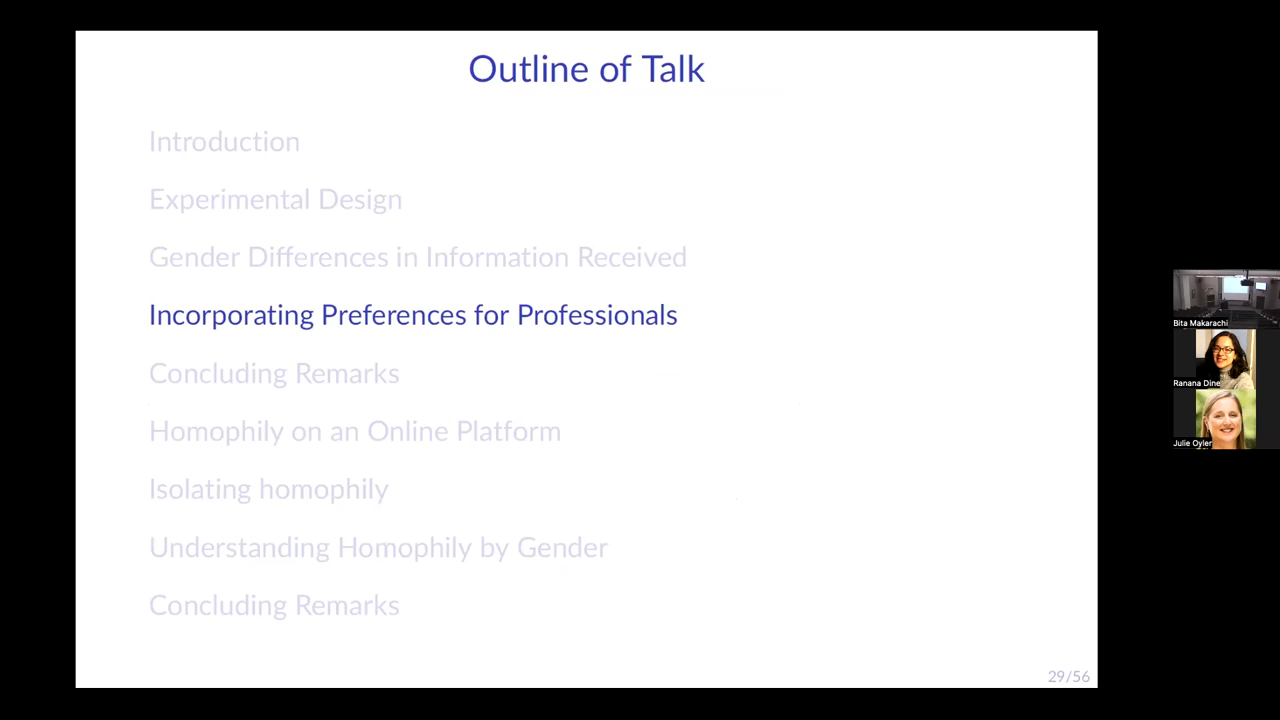 Outline of Talk
Introduction
Experimental Design
Gender Differences in Information Received
Incorporating Preferences for Professionals
Concluding Remarks
Homophily on an Online Platform
Isolating homophily
Understanding Homophily by Gender
Concluding Remarks
29/56
Bita Makarachi
Ranana Dine
Julie Oyler